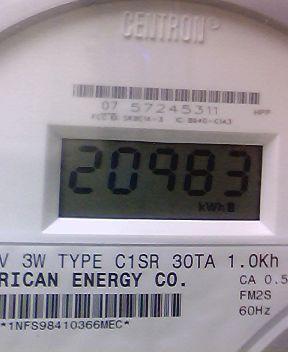 CENTRON®
07 57245311
20983
kWh
V 3W TYPE C1SR 30TA 1.0Kh
RICAN ENERGY CO.
CA 0.5
FM2S
60Hz
*1NFS98410366MEC*